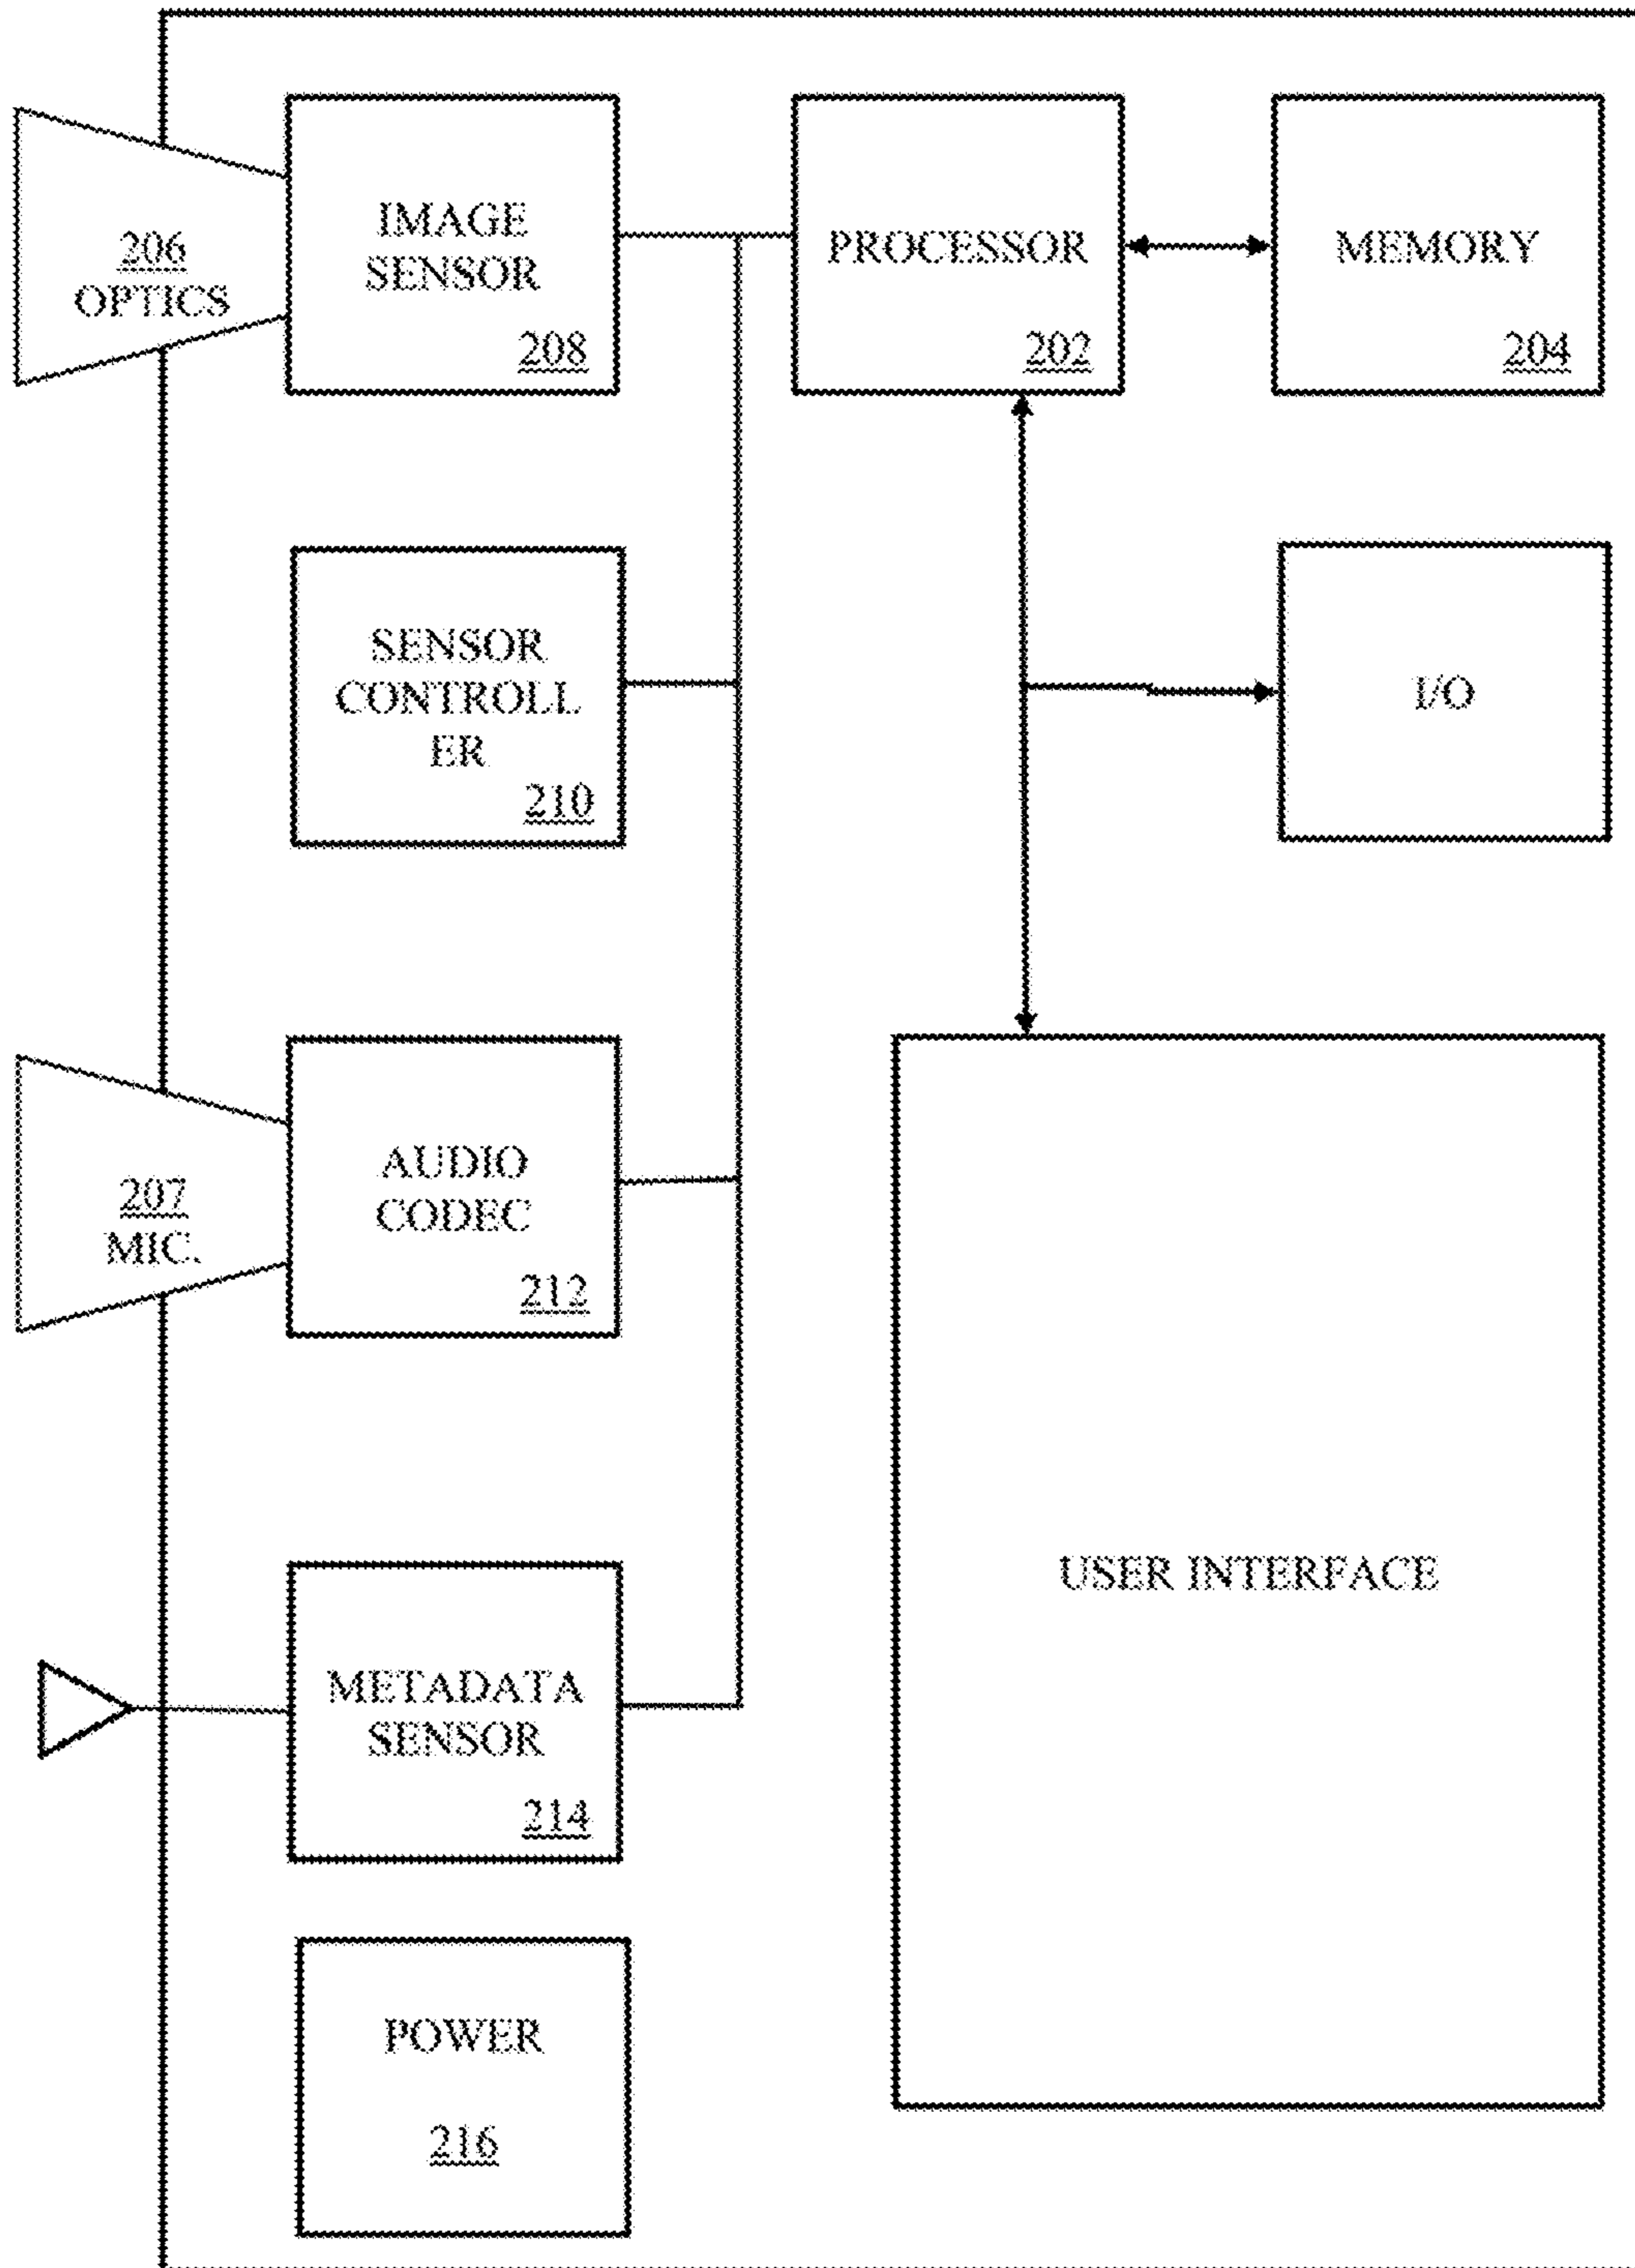 206
OPTICS
IMAGE
SENSOR
208
PROCESSOR
202
MEMORY
204
SENSOR
CONTROLL
ER
210
I/O
207
MIC.
AUDIO
CODEC
212
USER INTERFACE
METADATA
SENSOR
214
POWER
216